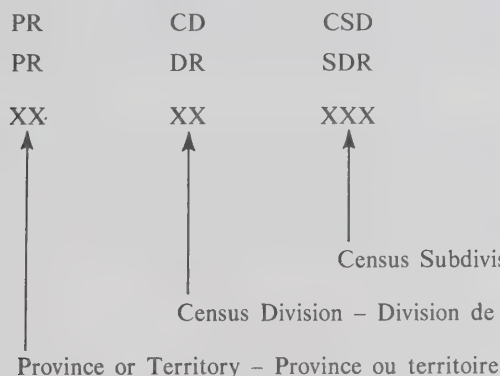 PR CD CSD
PR DR SDR
XX XX XXX
Census Subdivis
Census Division – Division de
Province or Territory – Province ou territoire